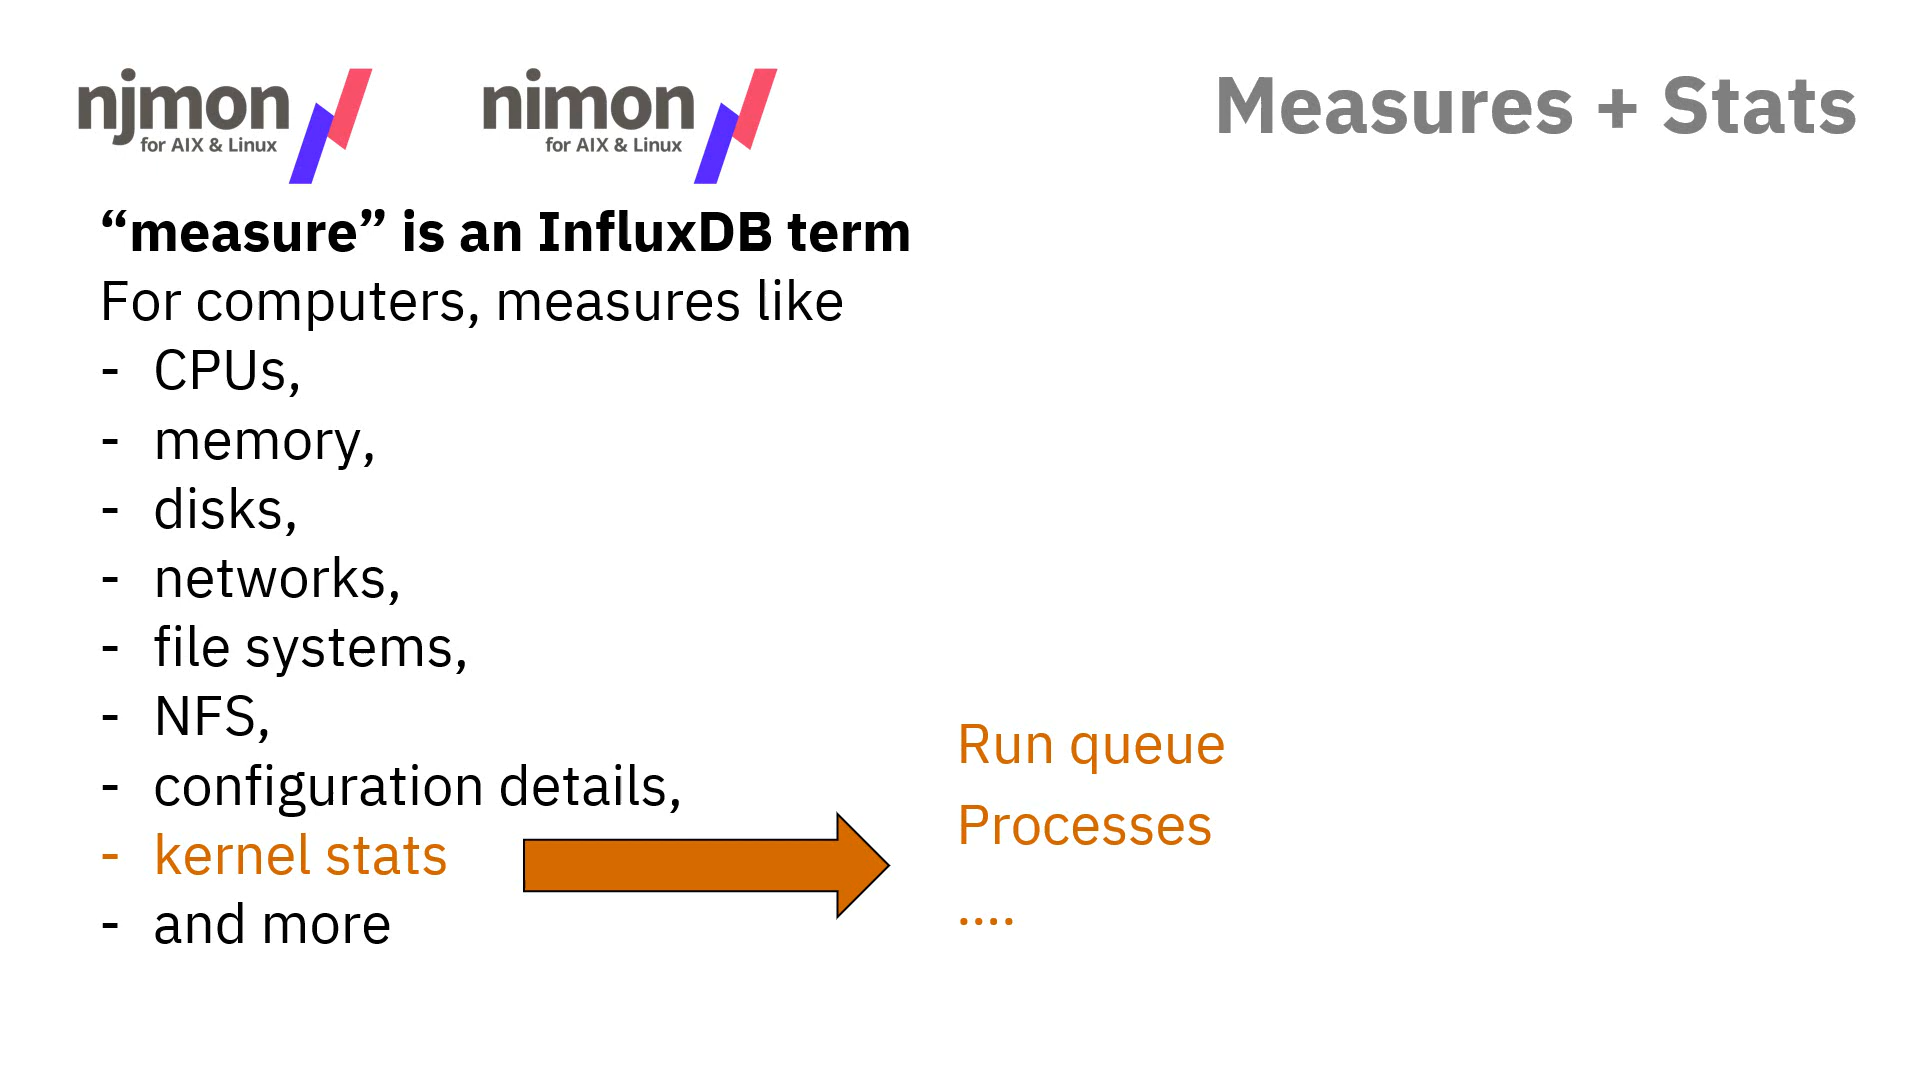 njmon
for AIX & Linux
nimon
for AIX & Linux
Measures + Stats
“measure” is an InfluxDB term
For computers, measures like
- CPUs,
- memory,
- disks,
- networks,
- file systems,
- NFS,
- configuration details,
- kernel stats
- and more
Run queue
Processes
....